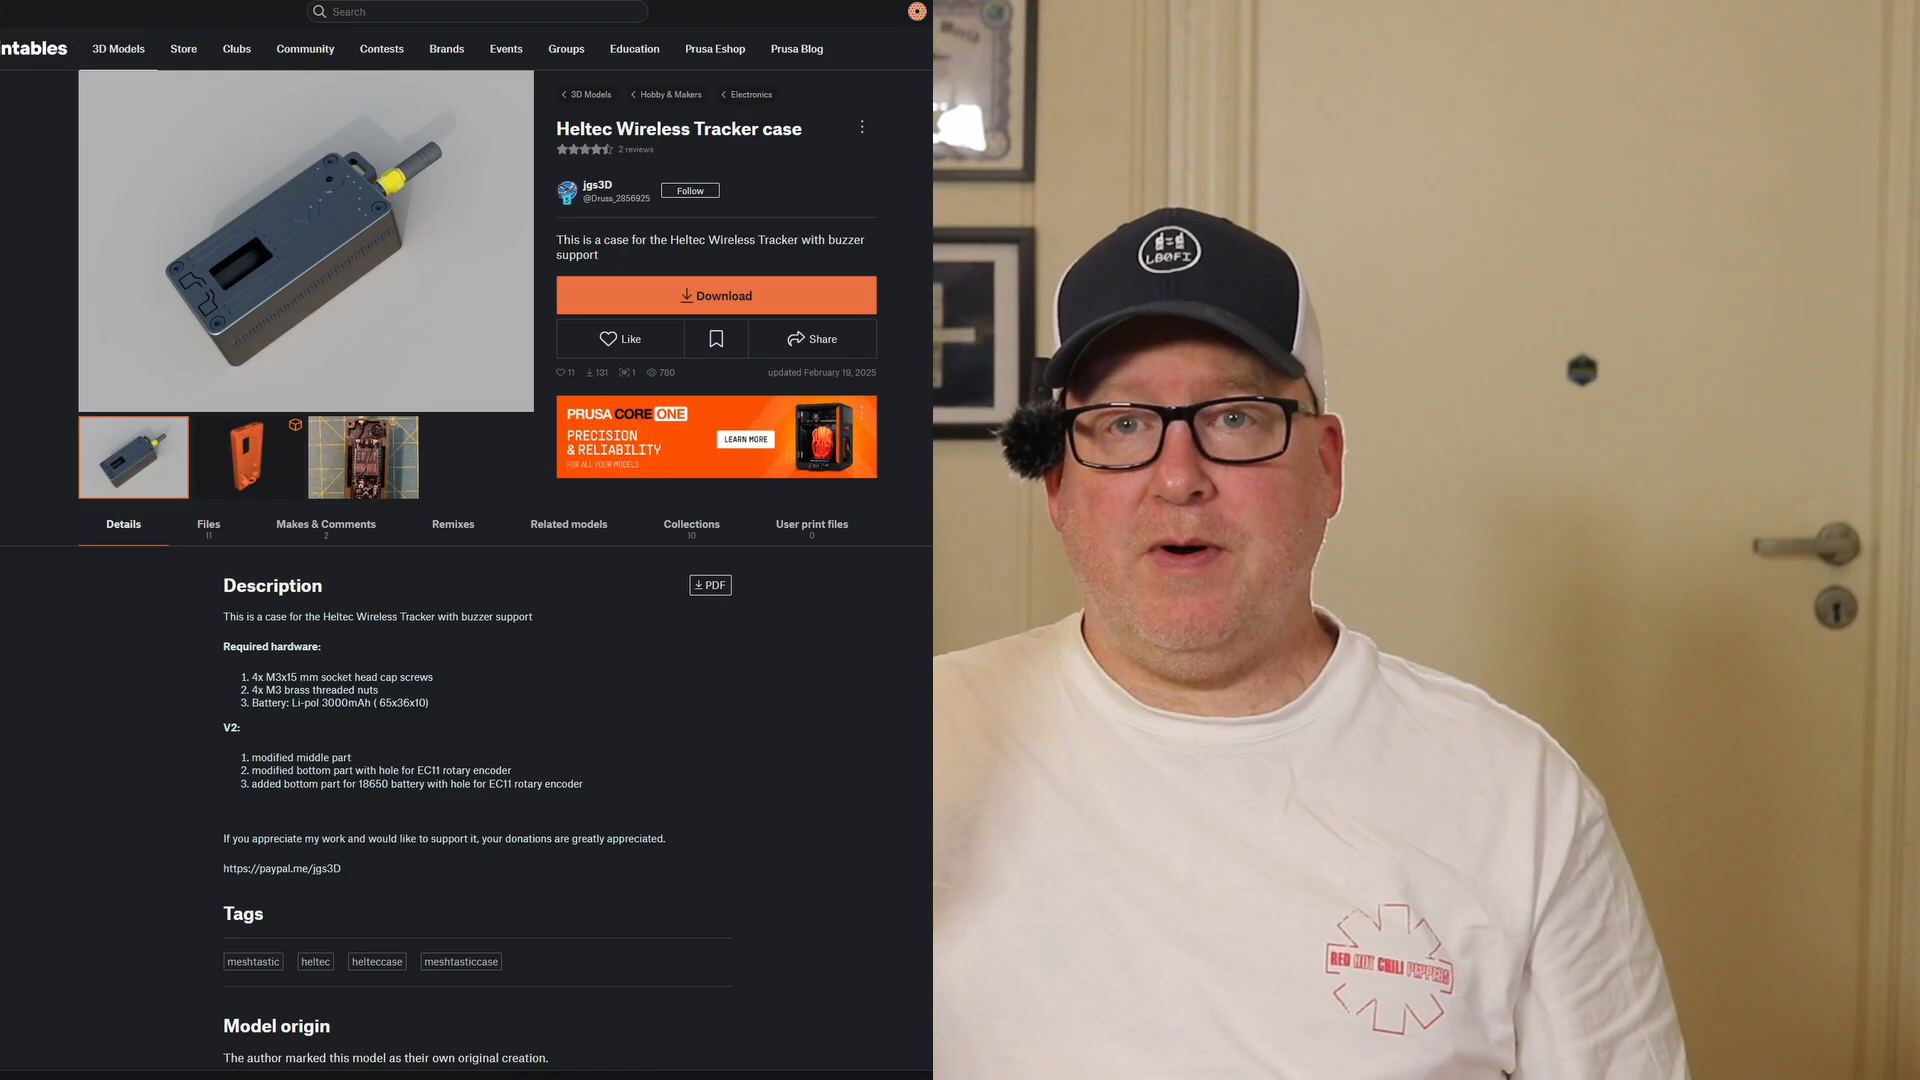 Search
ntables
3D Models
Store
Clubs
Community
Contests
Brands
Events
Groups
Education
Prusa Eshop
Prusa Blog
3D Models
Hobby & Makers
Electronics
Heltec Wireless Tracker case
2 reviews
jgs3D
@Druss_2856925
Follow
This is a case for the Heltec Wireless Tracker with buzzer
support
Download
Like
Share
11
131
1
780
updated February 19, 2025
PRUSA CORE ONE
PRECISION
& RELIABILITY
FOR ALL YOUR MODELS
LEARN MORE
Details
Files
11
Makes & Comments
2
Remixes
Related models
Collections
10
User print files
0
Description
PDF
This is a case for the Heltec Wireless Tracker with buzzer support
Required hardware:
1. 4x M3x15 mm socket head cap screws
2. 4x M3 brass threaded nuts
3. Battery: Li-pol 3000mAh ( 65x36x10)
V2:
1. modified middle part
2. modified bottom part with hole for EC11 rotary encoder
3. added bottom part for 18650 battery with hole for EC11 rotary encoder
If you appreciate my work and would like to support it, your donations are greatly appreciated.
https://paypal.me/jgs3D
Tags
meshtastic
heltec
helteccase
meshtasticcase
Model origin
The author marked this model as their own original creation.
LB0FI
RED HOT CHILI PEPPERS